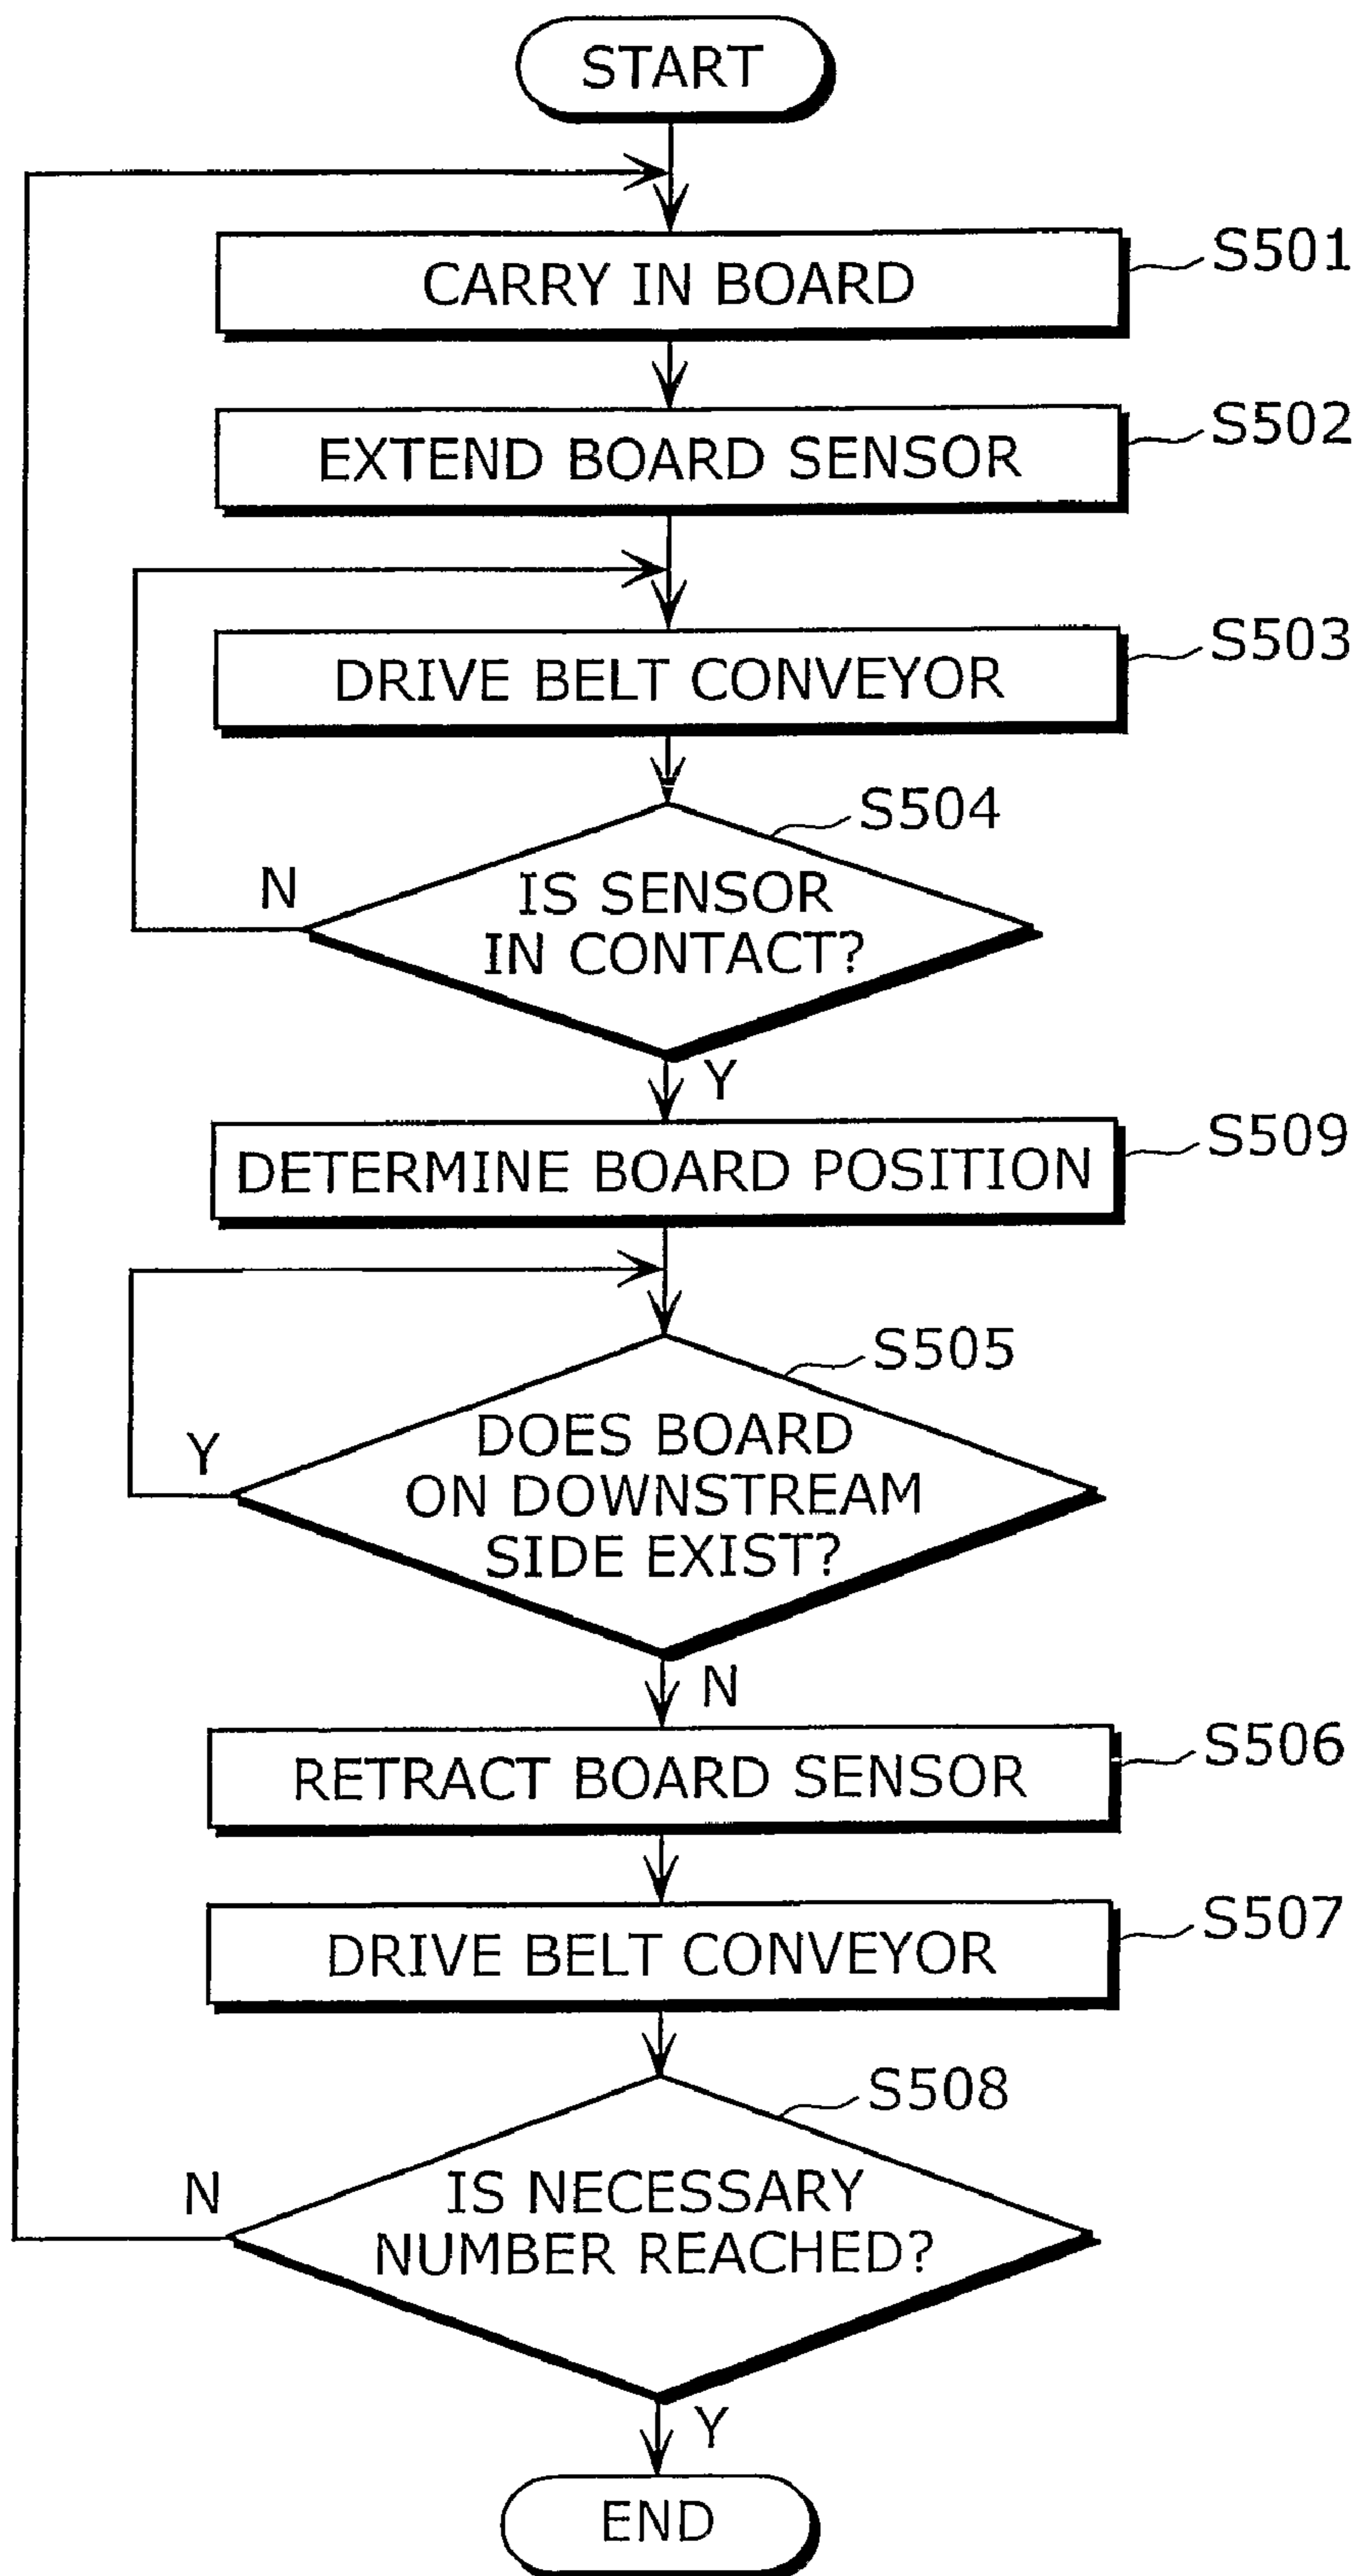 START
CARRY IN BOARD
S501
EXTEND BOARD SENSOR
S502
DRIVE BELT CONVEYOR
S503
S504
N
IS SENSOR
IN CONTACT?
Y
DETERMINE BOARD POSITION
S509
S505
Y
DOES BOARD
ON DOWNSTREAM
SIDE EXIST?
N
RETRACT BOARD SENSOR
S506
DRIVE BELT CONVEYOR
S507
S508
N
IS NECESSARY
NUMBER REACHED?
Y
END